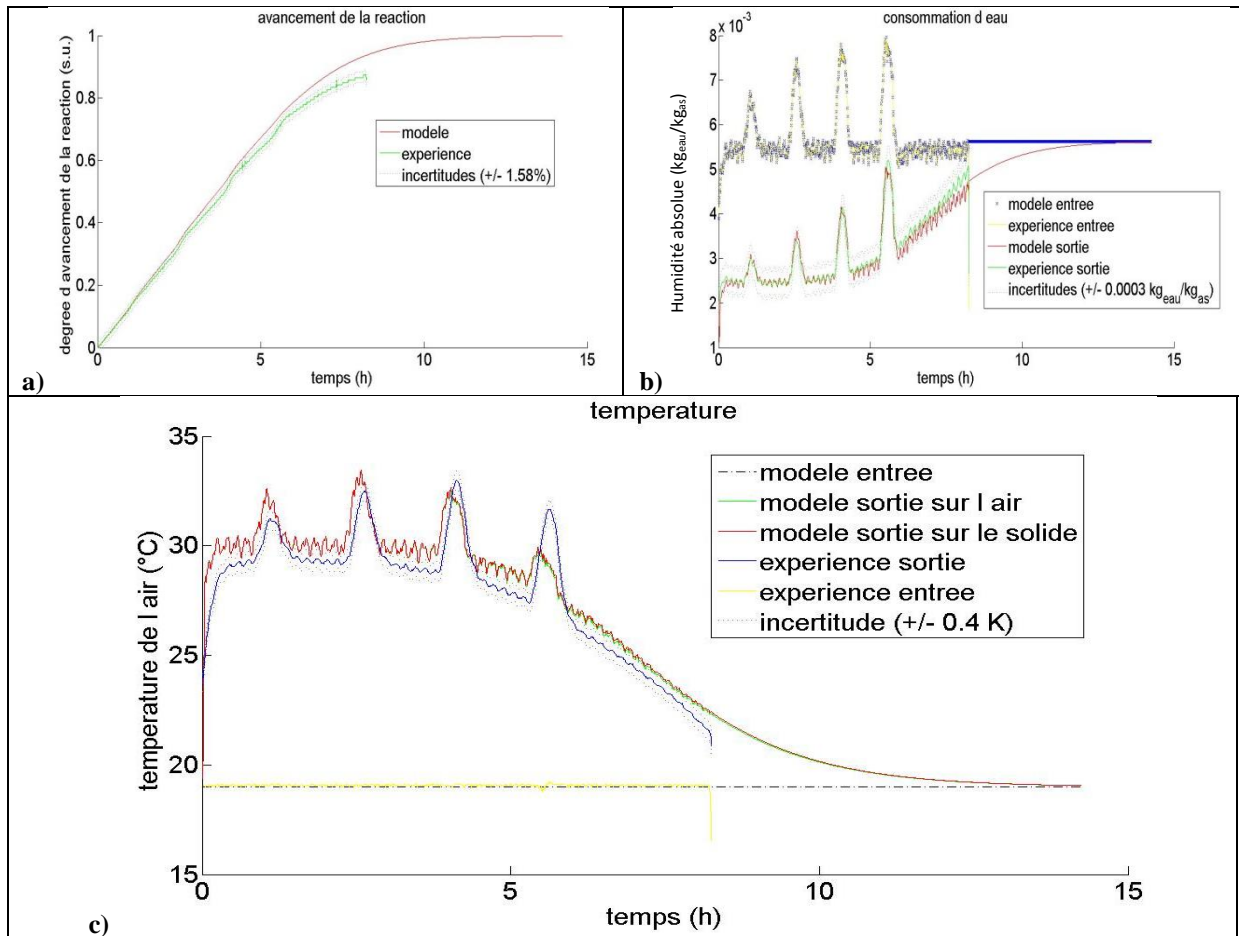 avancement de la reaction
degree d avancement de la reaction (s.u.)
1
0.8
0.6
0.4
0.2
0
0 5 10 15
temps (h)
modele
experience
incertitudes (+/- 1.58%)
a)
consommation d eau
8 x 10-3
7
6
5
4
3
2
1
Humidité absolue (kgeau/kgas)
0 5 10 15
temps (h)
modele entree
experience entree
modele sortie
experience sortie
incertitudes (+/- 0.0003 kgeau/kgas)
b)
temperature
temperature de l air (°C)
35
30
25
20
15
0 5 10 15
temps (h)
modele entree
modele sortie sur l air
modele sortie sur le solide
experience sortie
experience entree
incertitude (+/- 0.4 K)
c)